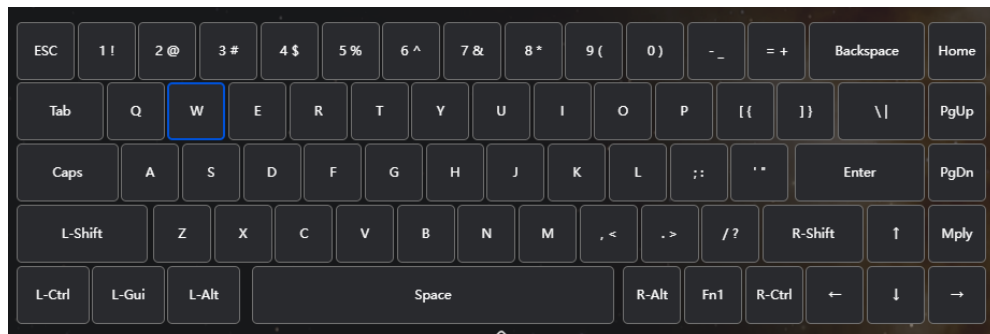 ESC 1 ! 2 @ 3 # 4 $ 5 % 6 ^ 7 & 8 * 9 ( 0 ) - _ = + Backspace Home
Tab Q W E R T Y U I O P [ { ] } \ | PgUp
Caps A S D F G H J K L ; : ' " Enter PgDn
L-Shift Z X C V B N M , < . > / ? R-Shift ↑ Mply
L-Ctrl L-Gui L-Alt Space R-Alt Fn1 R-Ctrl ← ↓ →